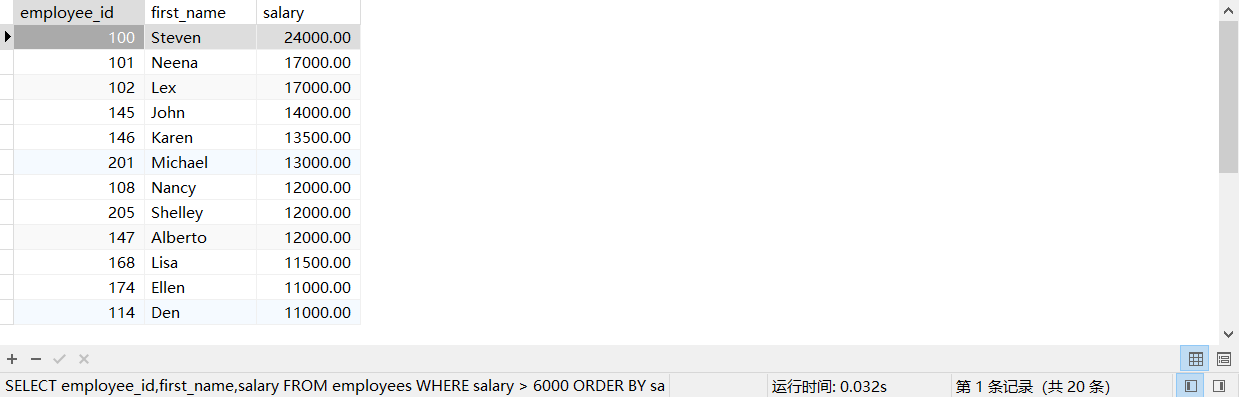 employee_id first_name salary
100 Steven 24000.00
101 Neena 17000.00
102 Lex 17000.00
145 John 14000.00
146 Karen 13500.00
201 Michael 13000.00
108 Nancy 12000.00
205 Shelley 12000.00
147 Alberto 12000.00
168 Lisa 11500.00
174 Ellen 11000.00
114 Den 11000.00
SELECT employee_id,first_name,salary FROM employees WHERE salary > 6000 ORDER BY sa 运行时间: 0.032s 第 1 条记录（共 20 条）